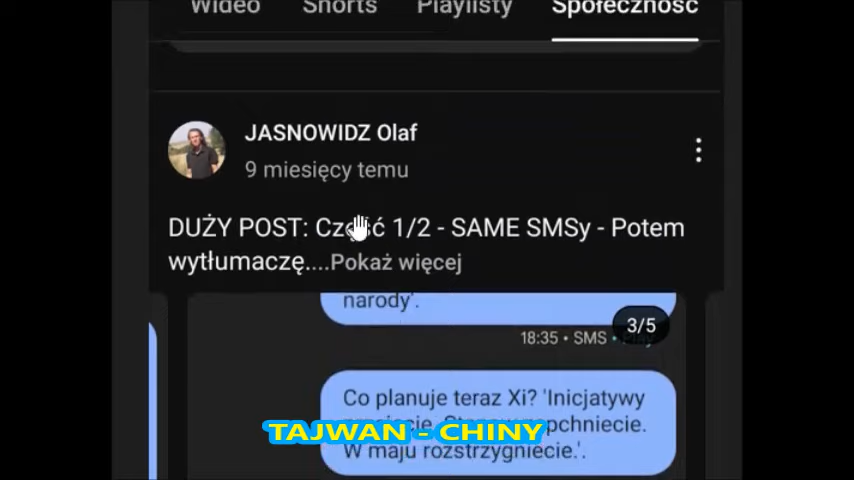 Wideo Shorts Playlisty Społeczność
JASNOWIDZ Olaf
9 miesięcy temu
DUŻY POST: Część 1/2 - SAME SMSy - Potem
wytłumaczę....Pokaż więcej
narody'.
3/5
18:35 • SMS • Play
Co planuje teraz Xi? 'Inicjatywy
TAJWAN - CHINY
W maju rozstrzygniecie.'.